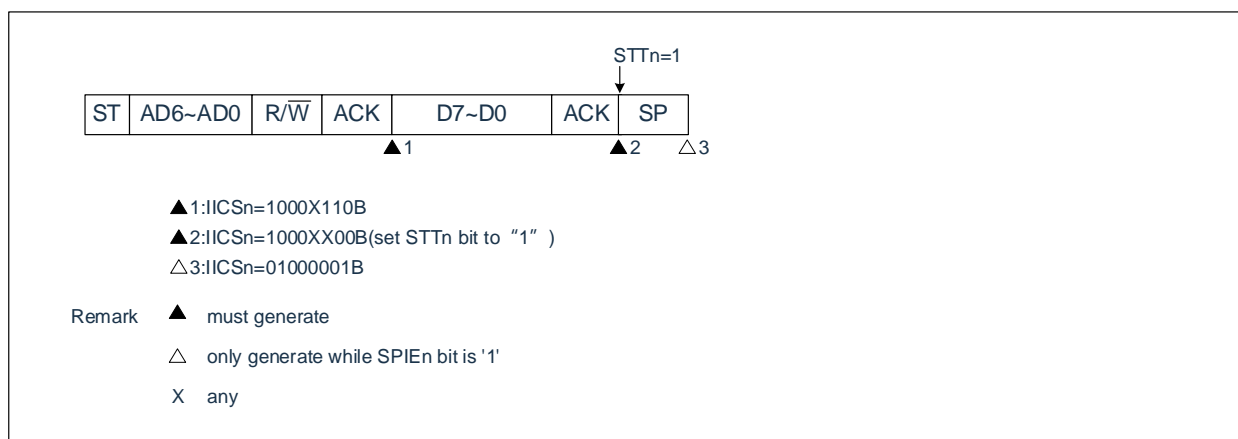 STTn=1
ST AD6~AD0 R/W̅ ACK D7~D0 ACK SP
▲1 ▲2 △3
▲1:IICSn=1000X110B
▲2:IICSn=1000XX00B(set STTn bit to “1” )
△3:IICSn=01000001B
Remark ▲ must generate
△ only generate while SPIEn bit is '1'
X any